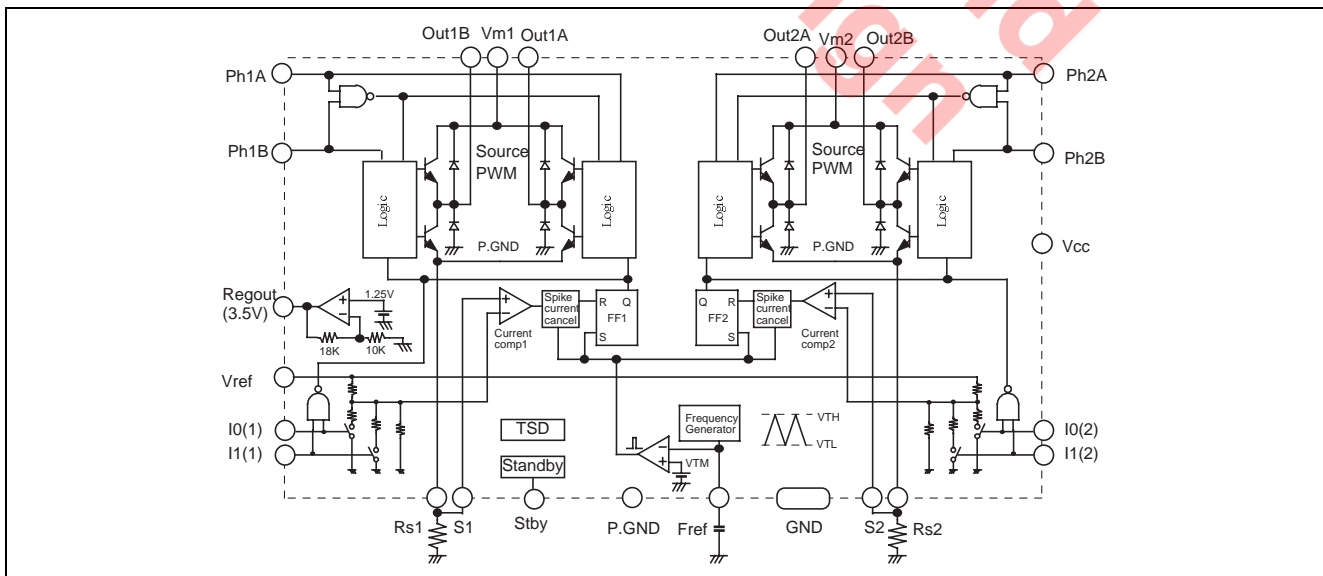 nd
ign
Out1B Vm1 Out1A
Out2A Vm2 Out2B
Ph1A
Ph2A
Ph1B
Ph2B
Source
PWM
Source
PWM
Logic
Logic
Logic
Logic
P.GND
P.GND
Vcc
Regout
(3.5V)
1.25V
+
−
18K
10K
+
−
Current
comp1
Spike
current
cancel
R Q
FF1
S
Q R
FF2
S
Spike
current
cancel
+
−
Current
comp2
Vref
I0(1)
I1(1)
TSD
Standby
Frequency
Generator
−
+
VTM
VTH
VTL
I0(2)
I1(2)
Rs1 S1 Stby P.GND Fref GND S2 Rs2